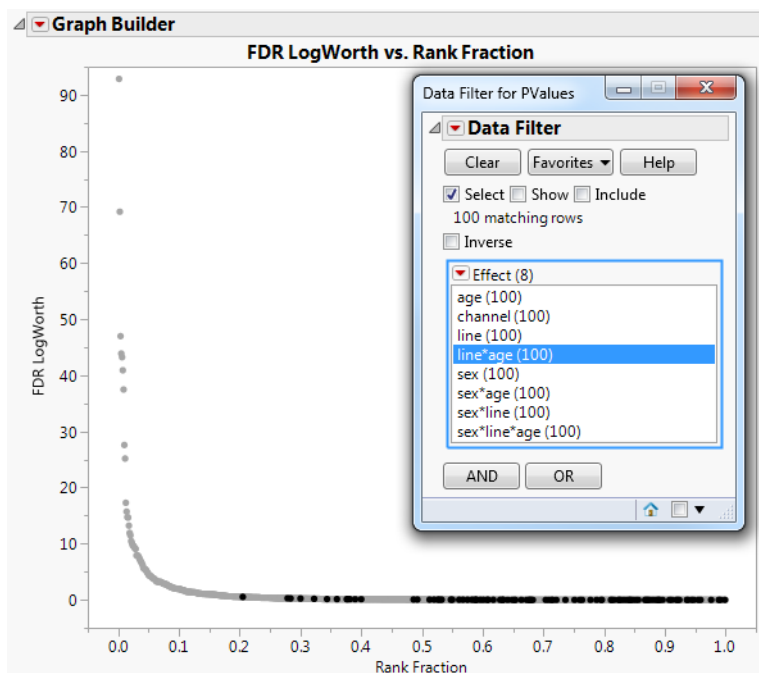 Graph Builder
FDR LogWorth vs. Rank Fraction
FDR LogWorth
90
80
70
60
50
40
30
20
10
0
0.0 0.1 0.2 0.3 0.4 0.5 0.6 0.7 0.8 0.9 1.0
Rank Fraction
Data Filter for PValues
Data Filter
Clear Favorites Help
Select Show Include
100 matching rows
Inverse
Effect (8)
age (100)
channel (100)
line (100)
line*age (100)
sex (100)
sex*age (100)
sex*line (100)
sex*line*age (100)
AND OR